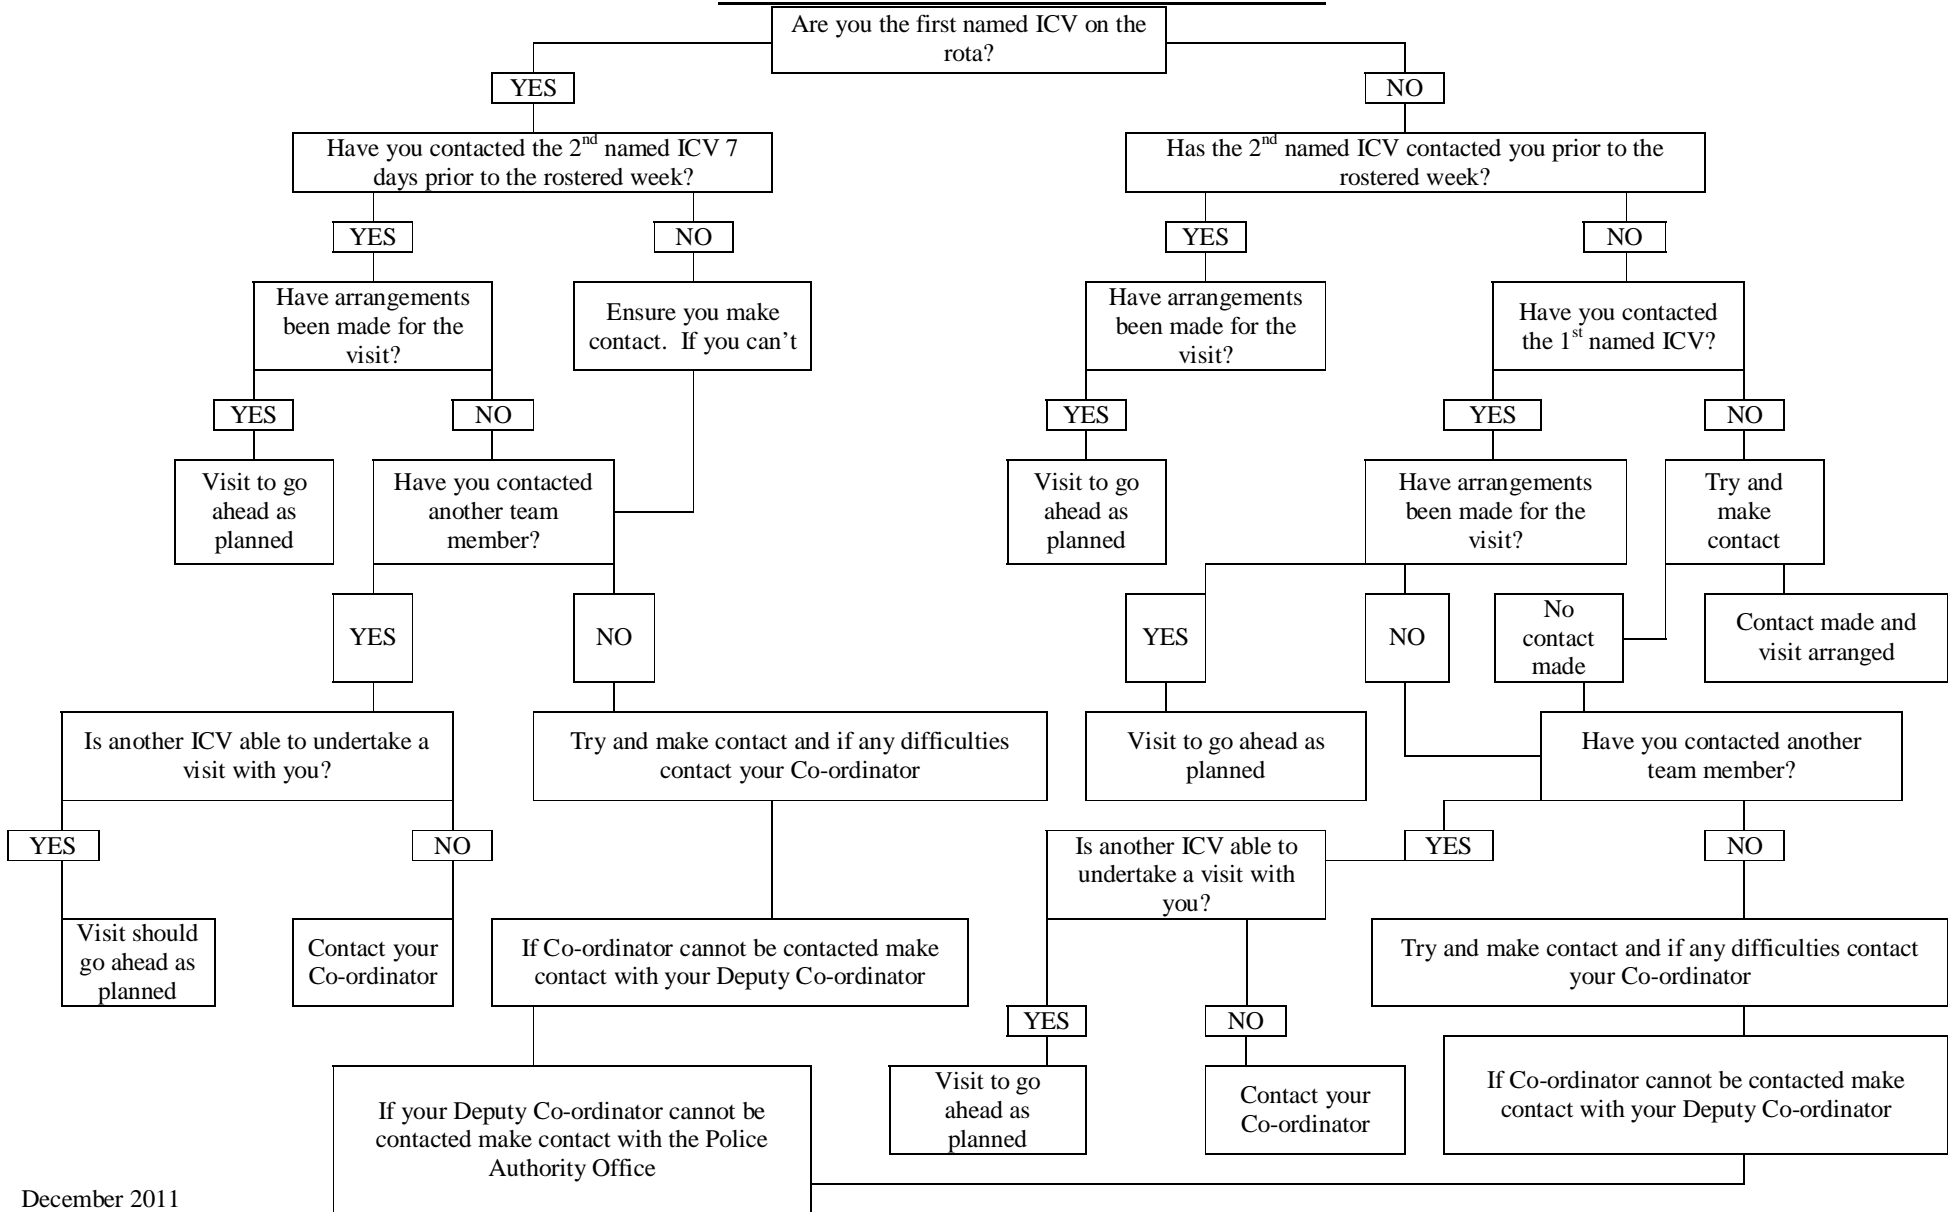 Are you the first named ICV on the
rota?
YES
NO
Have you contacted the 2nd named ICV 7
days prior to the rostered week?
Has the 2nd named ICV contacted you prior to the
rostered week?
YES
NO
YES
NO
Have arrangements
been made for the
visit?
Ensure you make
contact.  If you can't
Have arrangements
been made for the
visit?
Have you contacted
the 1st named ICV?
YES
NO
YES
YES
NO
Visit to go
ahead as
planned
Have you contacted
another team
member?
Visit to go
ahead as
planned
Have arrangements
been made for the
visit?
Try and
make
contact
YES
NO
YES
NO
No
contact
made
Contact made and
visit arranged
Is another ICV able to undertake a
visit with you?
Try and make contact and if any difficulties
contact your Co-ordinator
Visit to go ahead as
planned
Have you contacted another
team member?
YES
NO
Is another ICV able to
undertake a visit with
you?
YES
NO
Visit should
go ahead as
planned
Contact your
Co-ordinator
If Co-ordinator cannot be contacted make
contact with your Deputy Co-ordinator
Try and make contact and if any difficulties contact
your Co-ordinator
YES
NO
If your Deputy Co-ordinator cannot be
contacted make contact with the Police
Authority Office
Visit to go
ahead as
planned
Contact your
Co-ordinator
If Co-ordinator cannot be contacted make
contact with your Deputy Co-ordinator
December 2011